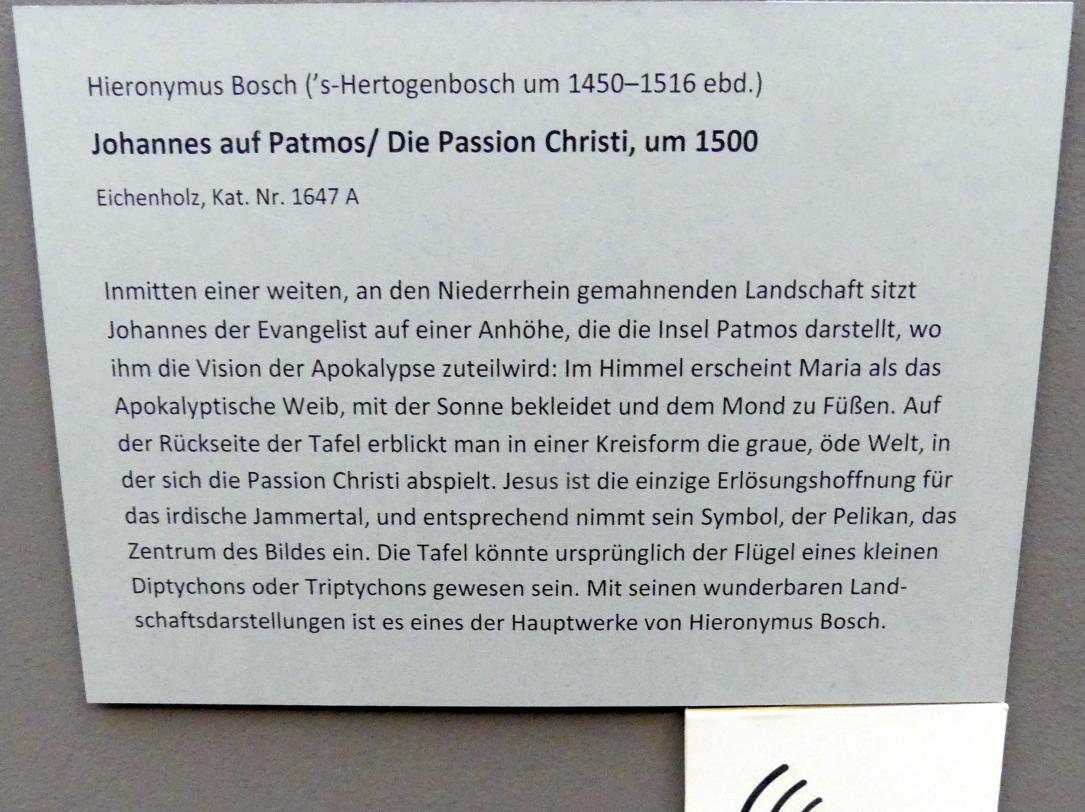 Hieronymus Bosch (’s-Hertogenbosch um 1450–1516 ebd.)
Johannes auf Patmos/ Die Passion Christi, um 1500
Eichenholz, Kat. Nr. 1647 A
Inmitten einer weiten, an den Niederrhein gemahnenden Landschaft sitzt
Johannes der Evangelist auf einer Anhöhe, die die Insel Patmos darstellt, wo
ihm die Vision der Apokalypse zuteilwird: Im Himmel erscheint Maria als das
Apokalyptische Weib, mit der Sonne bekleidet und dem Mond zu Füßen. Auf
der Rückseite der Tafel erblickt man in einer Kreisform die graue, öde Welt, in
der sich die Passion Christi abspielt. Jesus ist die einzige Erlösungshoffnung für
das irdische Jammertal, und entsprechend nimmt sein Symbol, der Pelikan, das
Zentrum des Bildes ein. Die Tafel könnte ursprünglich der Flügel eines kleinen
Diptychons oder Triptychons gewesen sein. Mit seinen wunderbaren Land-
schaftsdarstellungen ist es eines der Hauptwerke von Hieronymus Bosch.